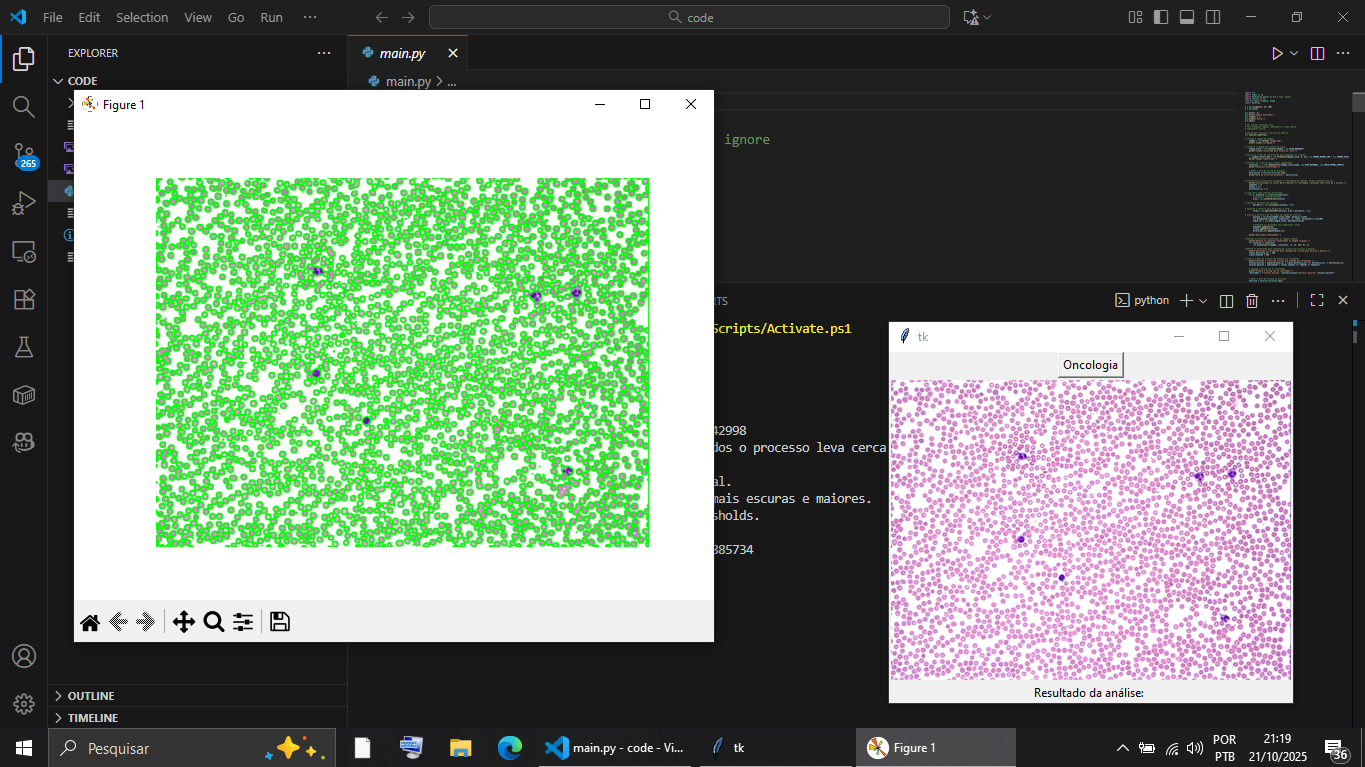 File Edit Selection View Go Run ···
code
EXPLORER
main.py
CODE
main.py > ...
Figure 1
ignore
265
RTS
python
Scripts/Activate.ps1
tk
Oncologia
42998
dos o processo leva cerca
al.
mais escuras e maiores.
sholds.
885734
Resultado da análise:
OUTLINE
TIMELINE
Pesquisar
main.py - code - Vi...
tk
Figure 1
POR
PTB
21:19
21/10/2025
36